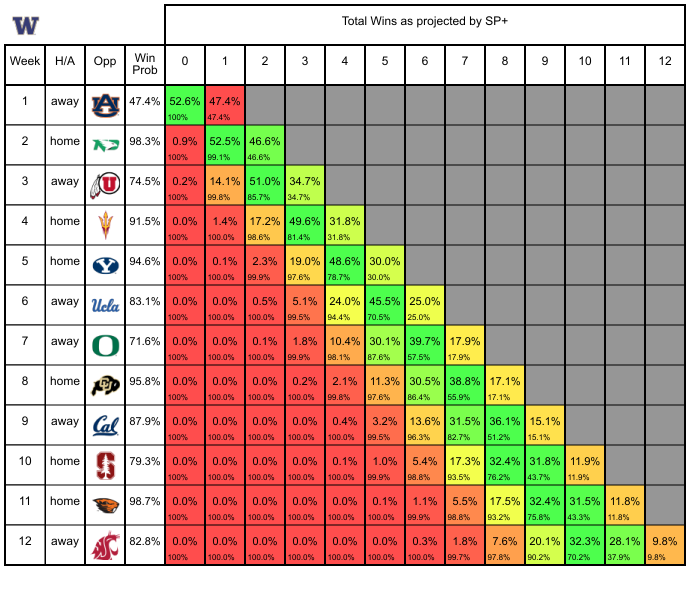 W
Total Wins as projected by SP+
Week H/A Opp Win Prob 0 1 2 3 4 5 6 7 8 9 10 11 12
1 away AU 47.4% 52.6% 47.4%
100% 47.4%
2 home ND 98.3% 0.9% 52.5% 46.6%
100% 99.1% 46.6%
3 away U 74.5% 0.2% 14.1% 51.0% 34.7%
100% 99.8% 85.7% 34.7%
4 home 91.5% 0.0% 1.4% 17.2% 49.6% 31.8%
100% 100.0% 98.6% 81.4% 31.8%
5 home Y 94.6% 0.0% 0.1% 2.3% 19.0% 48.6% 30.0%
100% 100.0% 99.9% 97.6% 78.7% 30.0%
6 away Ucla 83.1% 0.0% 0.0% 0.5% 5.1% 24.0% 45.5% 25.0%
100% 100.0% 100.0% 99.5% 94.4% 70.5% 25.0%
7 away O 71.6% 0.0% 0.0% 0.1% 1.8% 10.4% 30.1% 39.7% 17.9%
100% 100.0% 100.0% 99.9% 98.1% 87.6% 57.5% 17.9%
8 home CU 95.8% 0.0% 0.0% 0.0% 0.2% 2.1% 11.3% 30.5% 38.8% 17.1%
100% 100.0% 100.0% 100.0% 99.8% 97.6% 86.4% 55.9% 17.1%
9 away Cal 87.9% 0.0% 0.0% 0.0% 0.0% 0.4% 3.2% 13.6% 31.5% 36.1% 15.1%
100% 100.0% 100.0% 100.0% 100.0% 99.5% 96.3% 82.7% 51.2% 15.1%
10 home S 79.3% 0.0% 0.0% 0.0% 0.0% 0.1% 1.0% 5.4% 17.3% 32.4% 31.8% 11.9%
100% 100.0% 100.0% 100.0% 100.0% 99.9% 98.8% 93.5% 76.2% 43.7% 11.9%
11 home 98.7% 0.0% 0.0% 0.0% 0.0% 0.0% 0.1% 1.1% 5.5% 17.5% 32.4% 31.5% 11.8%
100% 100.0% 100.0% 100.0% 100.0% 100.0% 99.9% 98.8% 93.2% 75.8% 43.3% 11.8%
12 away 82.8% 0.0% 0.0% 0.0% 0.0% 0.0% 0.0% 0.3% 1.8% 7.6% 20.1% 32.3% 28.1% 9.8%
100% 100.0% 100.0% 100.0% 100.0% 100.0% 100.0% 99.7% 97.8% 90.2% 70.2% 37.9% 9.8%